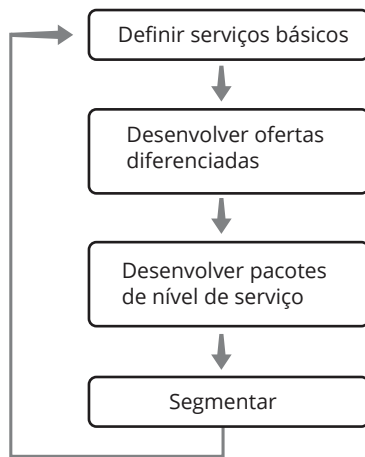 Definir serviços básicos
Desenvolver ofertas
diferenciadas
Desenvolver pacotes
de nível de serviço
Segmentar